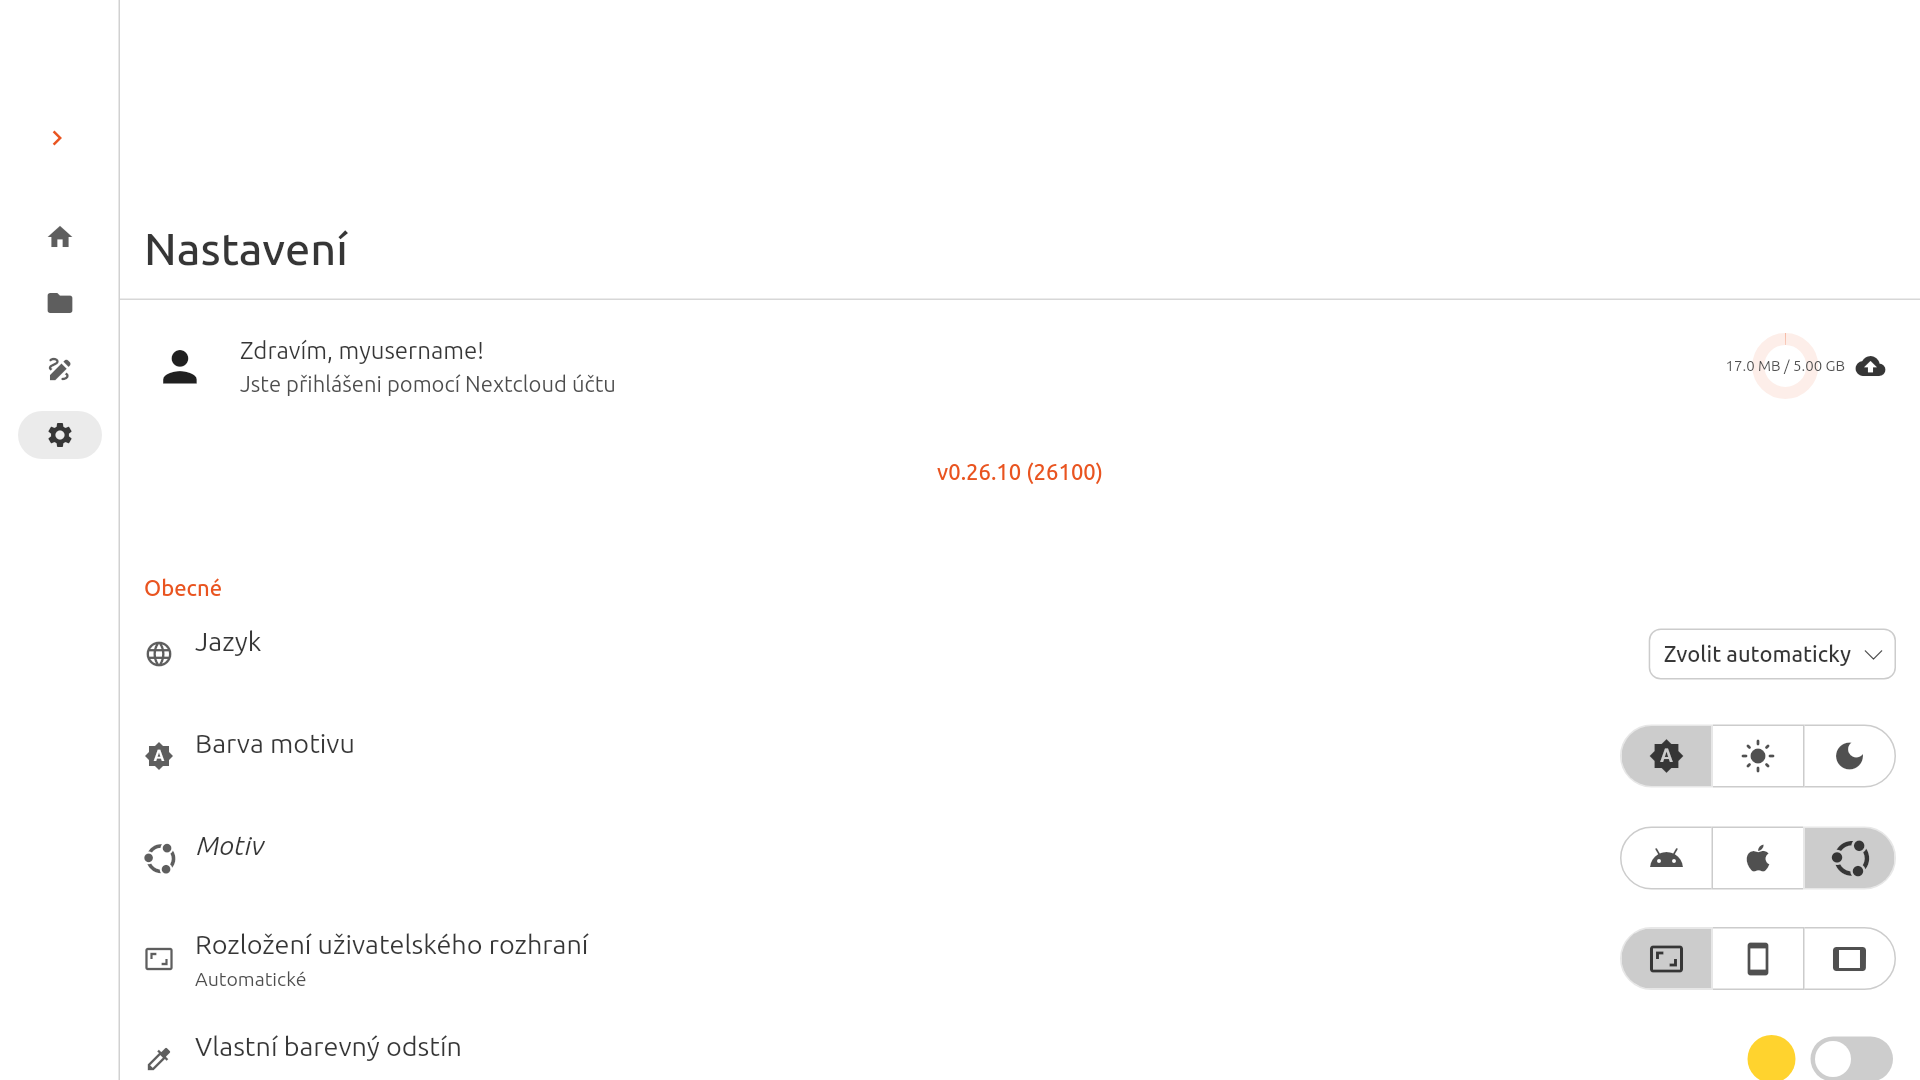 Nastavení
Zdravím, myusername!
Jste přihlášeni pomocí Nextcloud účtu
17.0 MB / 5.00 GB
v0.26.10 (26100)
Obecné
Jazyk
Zvolit automaticky
Barva motivu
Motiv
Rozložení uživatelského rozhraní
Automatické
Vlastní barevný odstín